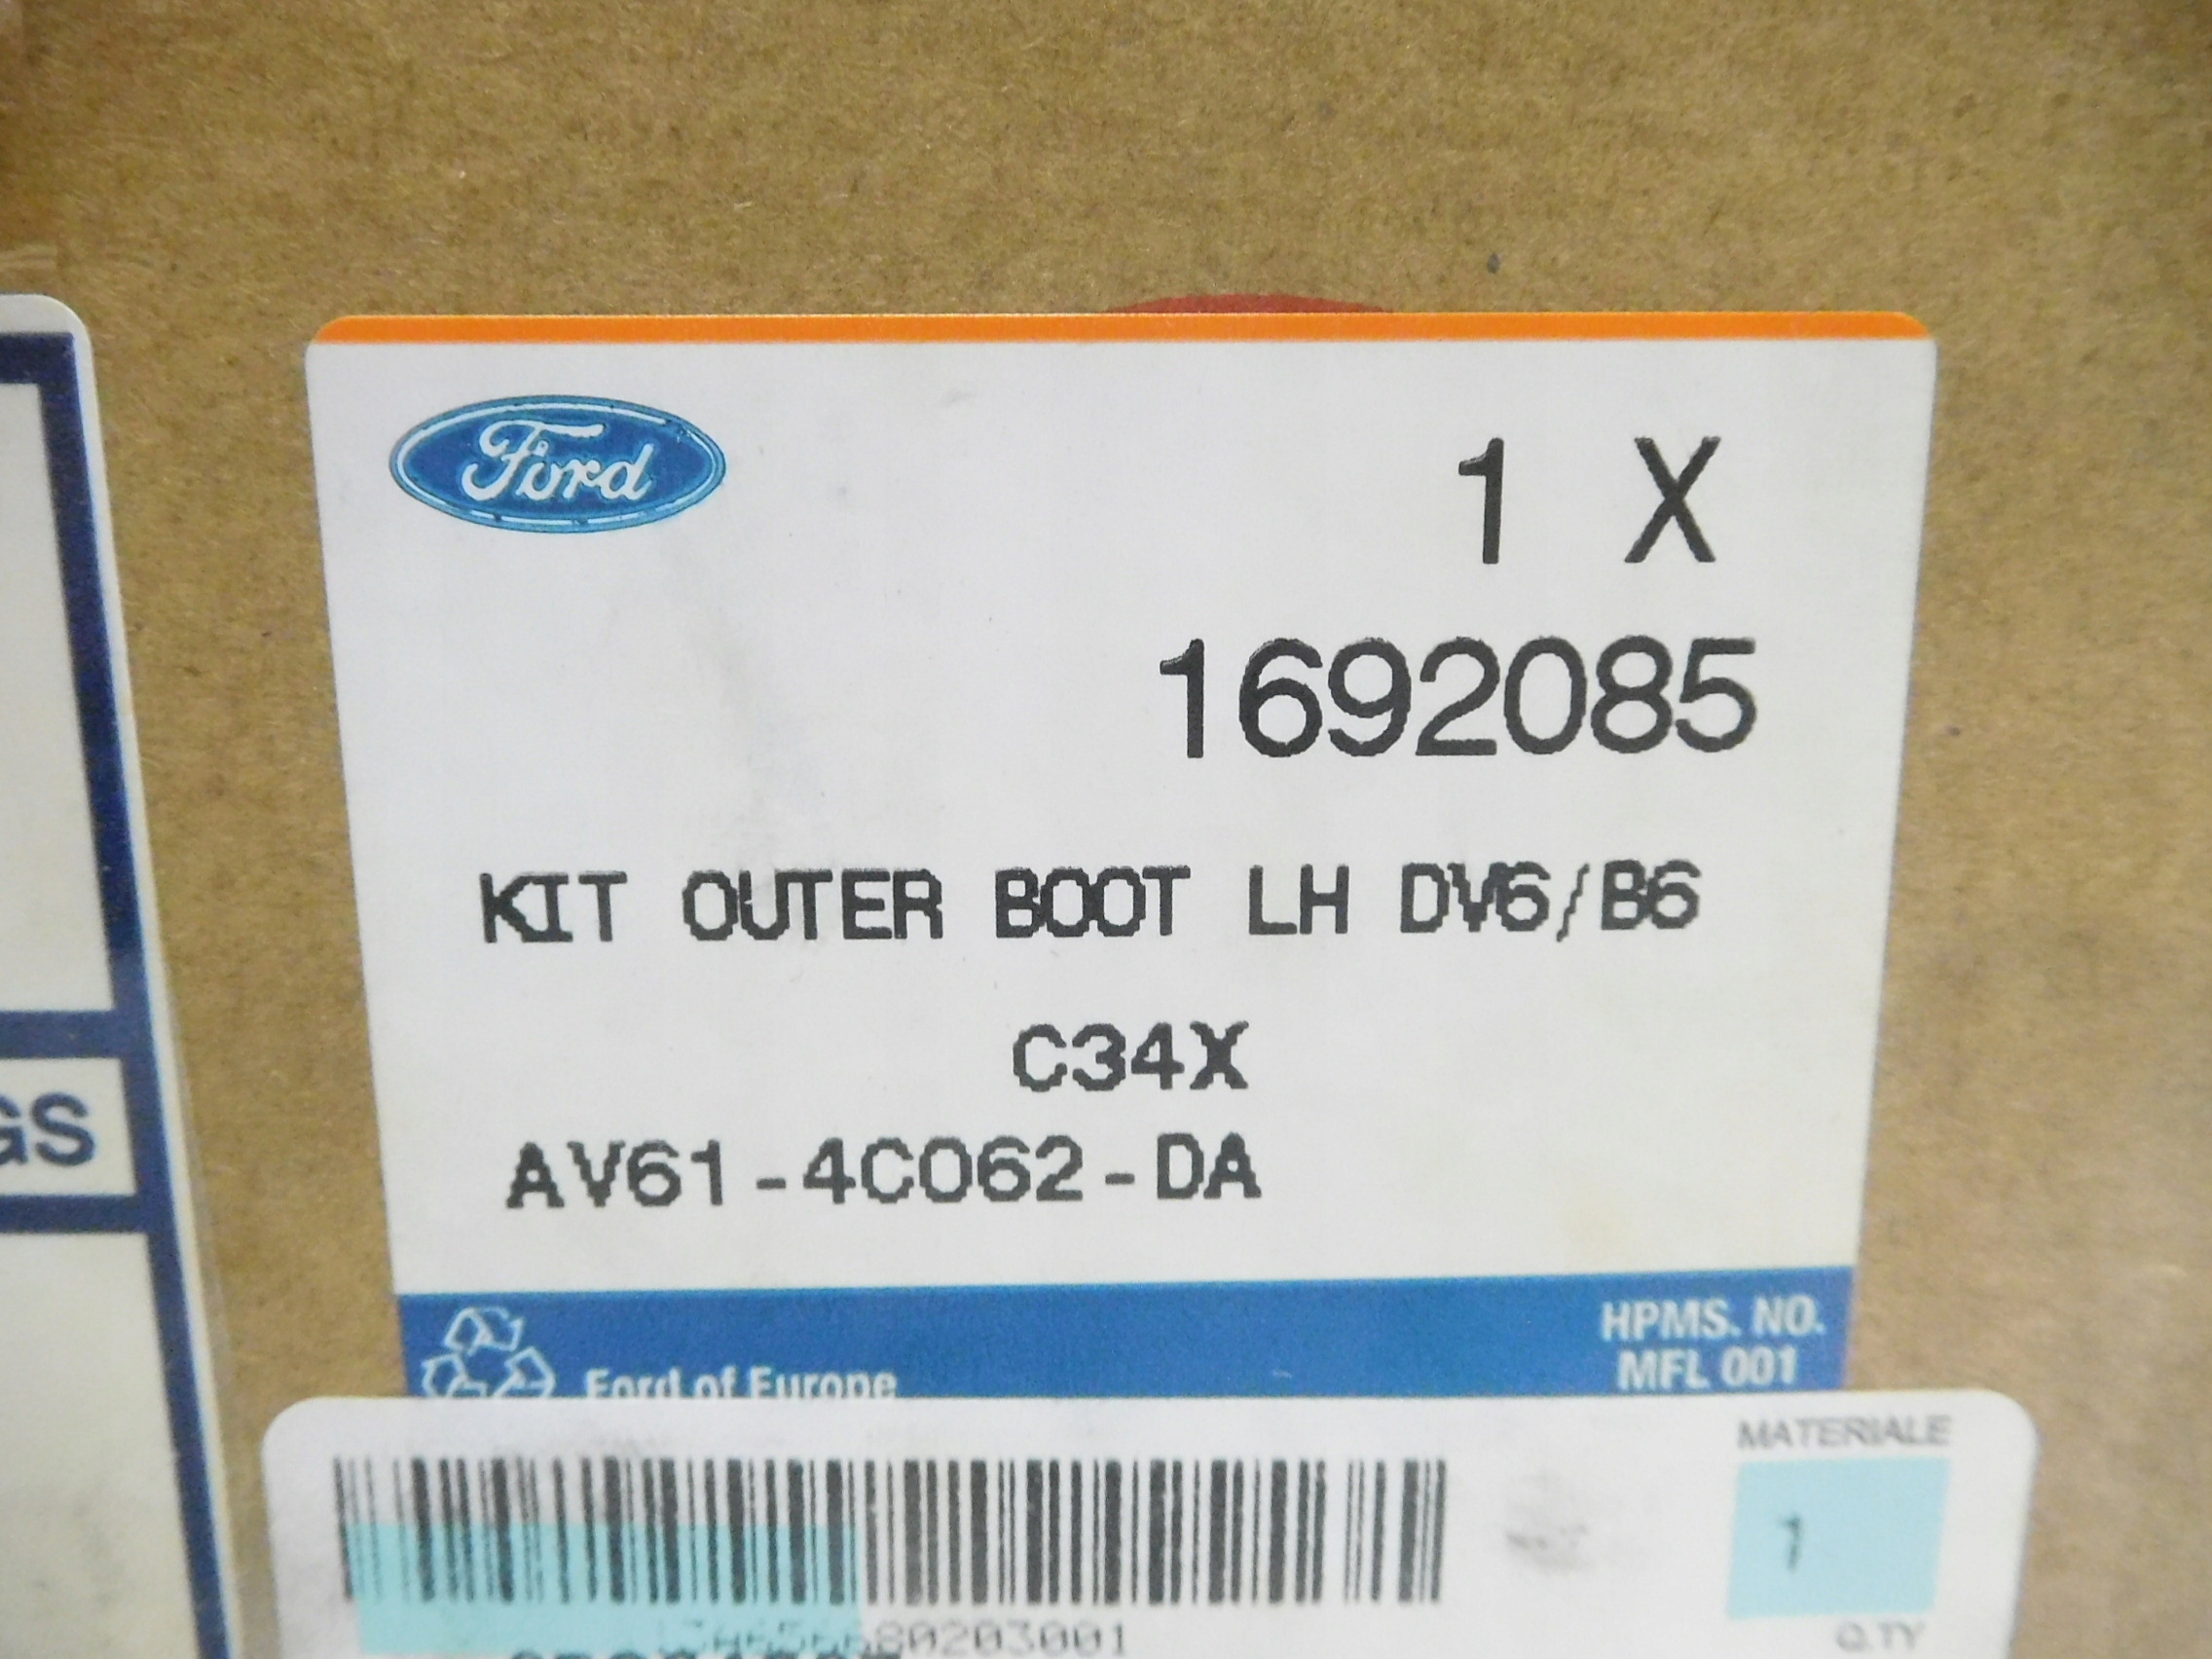 Ford
1 X
1692085
KIT OUTER BOOT LH DV6/B6
C34X
AV61-4C062-DA
GS
HPMS. NO.
Ford of Europe
MFL 001
MATERIALE
1
Q.TY